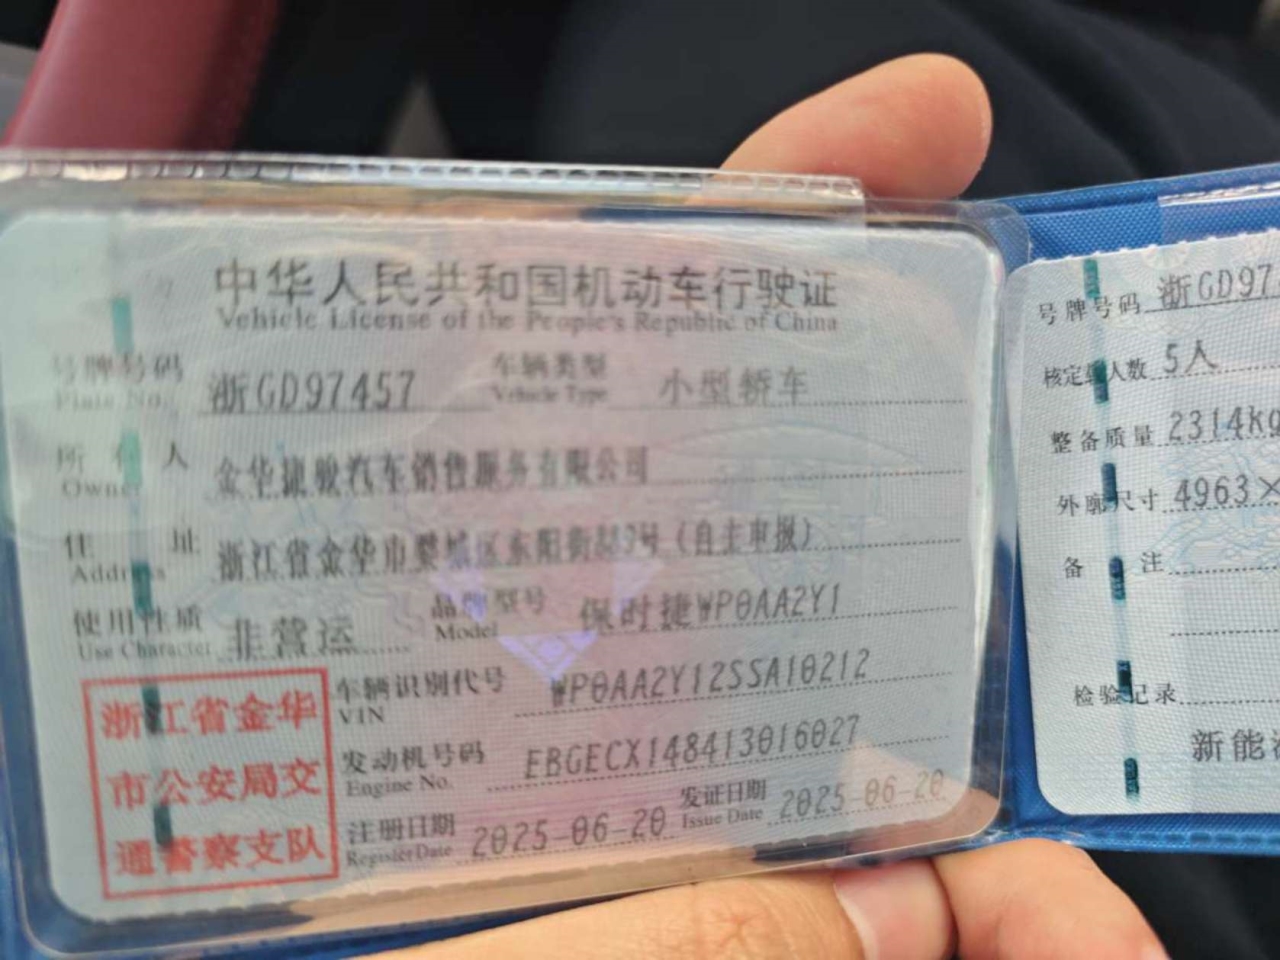 中华人民共和国机动车行驶证
Vehicle License of the People's Republic of China
号牌号码 浙GD97457 车辆类型 小型轿车
Plate No. Vehicle Type
所有人 金华捷骏汽车销售服务有限公司
Owner
住址 浙江省金华市婺城区东阳街889号（自主申报）
Address
使用性质 非营运 品牌型号 保时捷WP0AA2Y1
Use Character Model
车辆识别代号 WP0AA2Y12SSA10212
VIN
发动机号码 EBGECX148413016027
Engine No.
注册日期 2025-06-20 发证日期 2025-06-20
Register Date Issue Date
浙江省金华
市公安局交
通警察支队
号牌号码 浙GD97
核定载人数 5人
整备质量 2314kg
外廓尺寸 4963×
备注
检验记录
新能